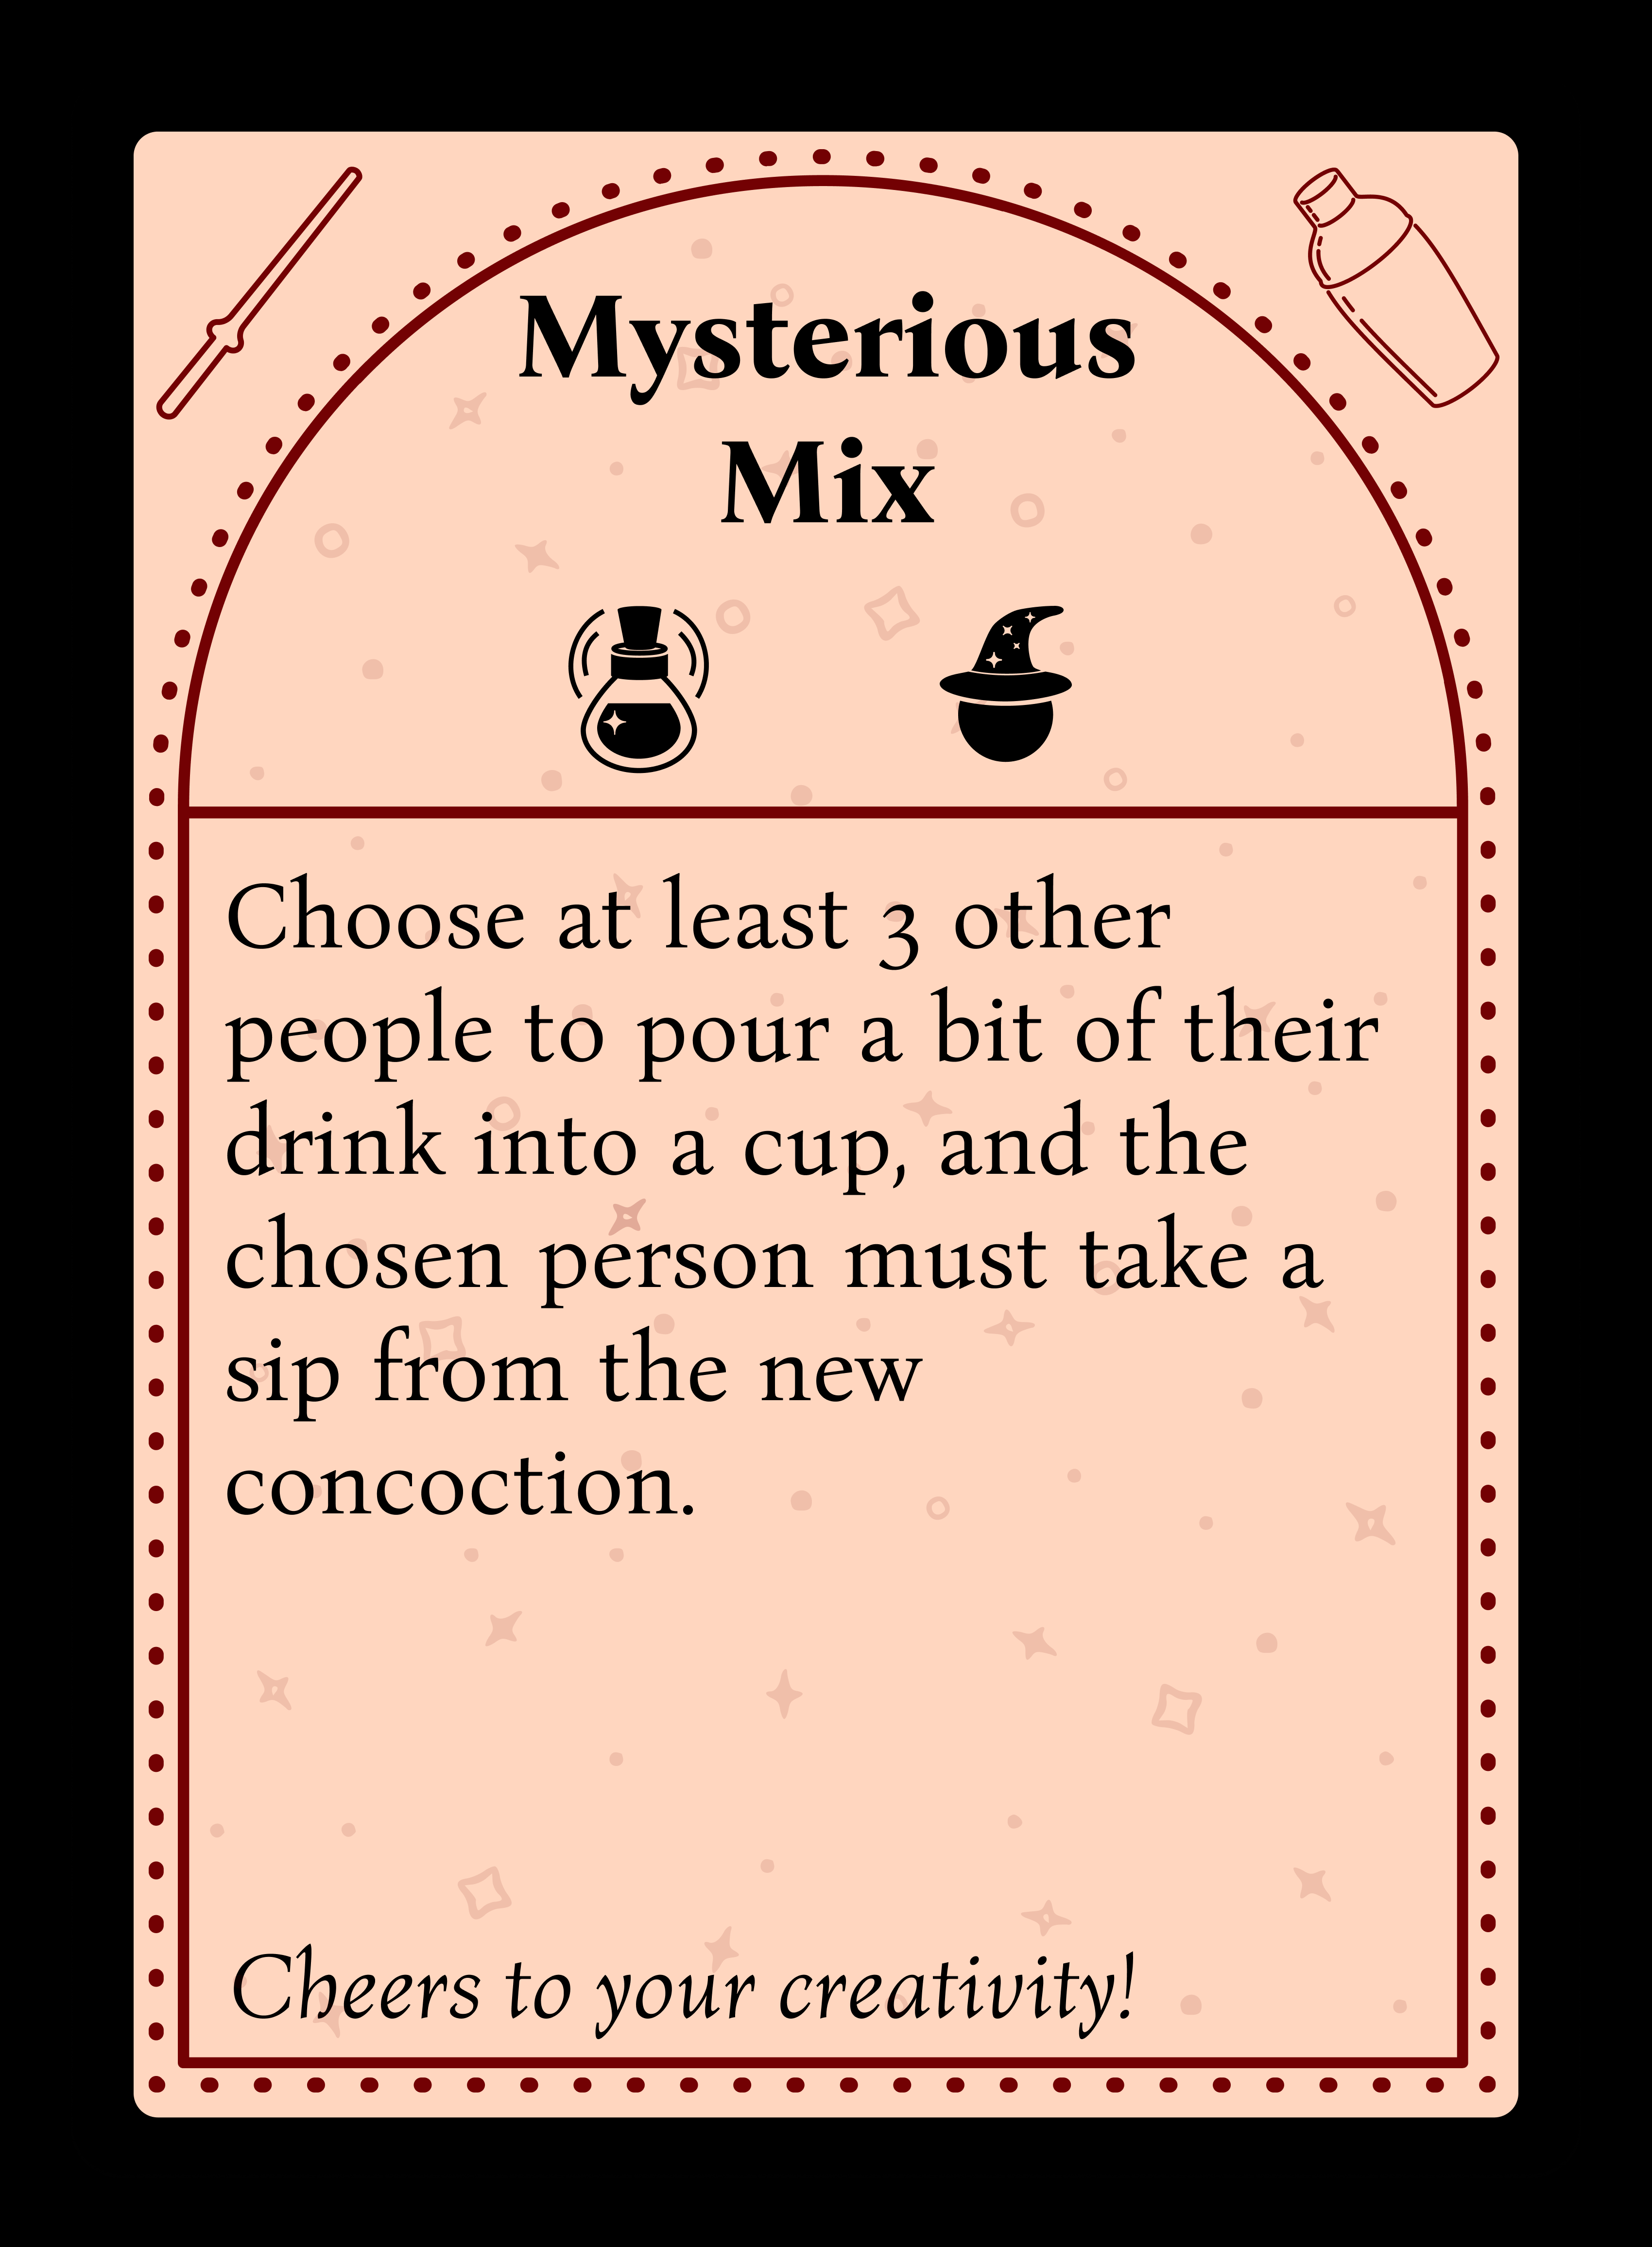 Mysterious
Mix
Choose at least 3 other
people to pour a bit of their
drink into a cup, and the
chosen person must take a
sip from the new
concoction.
Cheers to your creativity!